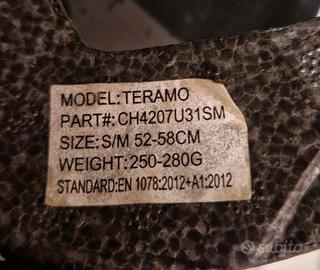 MODEL:TERAMO
PART#:CH4207U31SM
SIZE:S/M 52-58CM
WEIGHT:250-280G
STANDARD:EN 1078:2012+A1:2012
subito